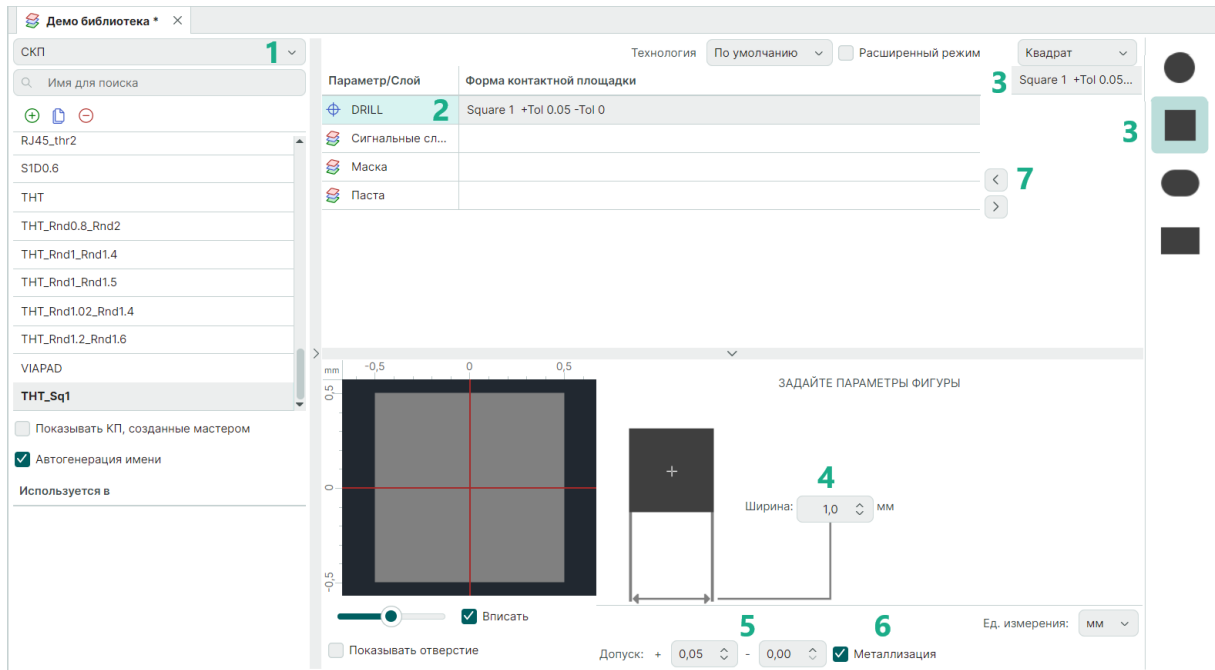 Демо библиотека *
СКП
1
Технология По умолчанию Расширенный режим
Квадрат
Имя для поиска
Параметр/Слой Форма контактной площадки
3
Square 1 +Tol 0.05...
DRILL 2 Square 1 +Tol 0.05 -Tol 0
3
RJ45_thr2
Сигнальные сл...
S1D0.6
Маска
7
THT
Паста
THT_Rnd0.8_Rnd2
THT_Rnd1_Rnd1.4
THT_Rnd1_Rnd1.5
THT_Rnd1.02_Rnd1.4
THT_Rnd1.2_Rnd1.6
VIAPAD
THT_Sq1
mm -0,5 0 0,5
ЗАДАЙТЕ ПАРАМЕТРЫ ФИГУРЫ
0,5
Показывать КП, созданные мастером
Автогенерация имени
4
Используется в
0
Ширина: 1,0 мм
-0,5
Вписать
5
6
Ед. измерения: мм
Показывать отверстие
Допуск: + 0,05 - 0,00 Металлизация